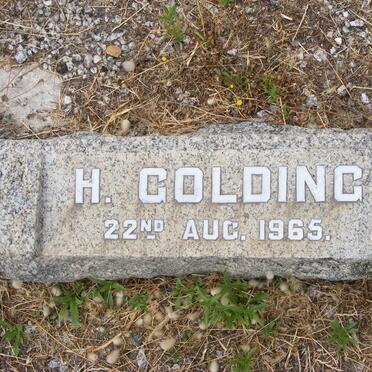 H. GOLDING
22ND AUG. 1965.